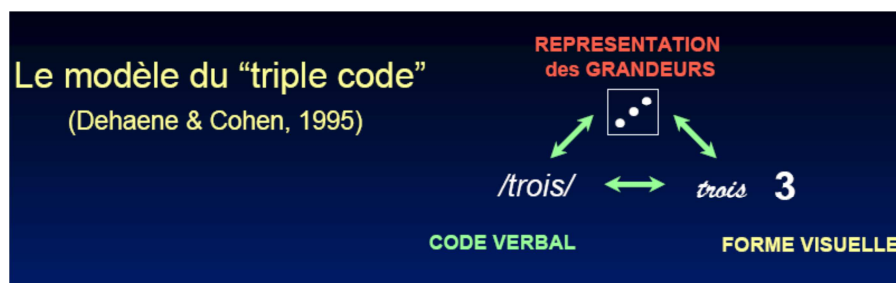 Le modèle du “triple code”
(Dehaene & Cohen, 1995)
REPRESENTATION
des GRANDEURS
/trois/
trois 3
CODE VERBAL
FORME VISUELLE